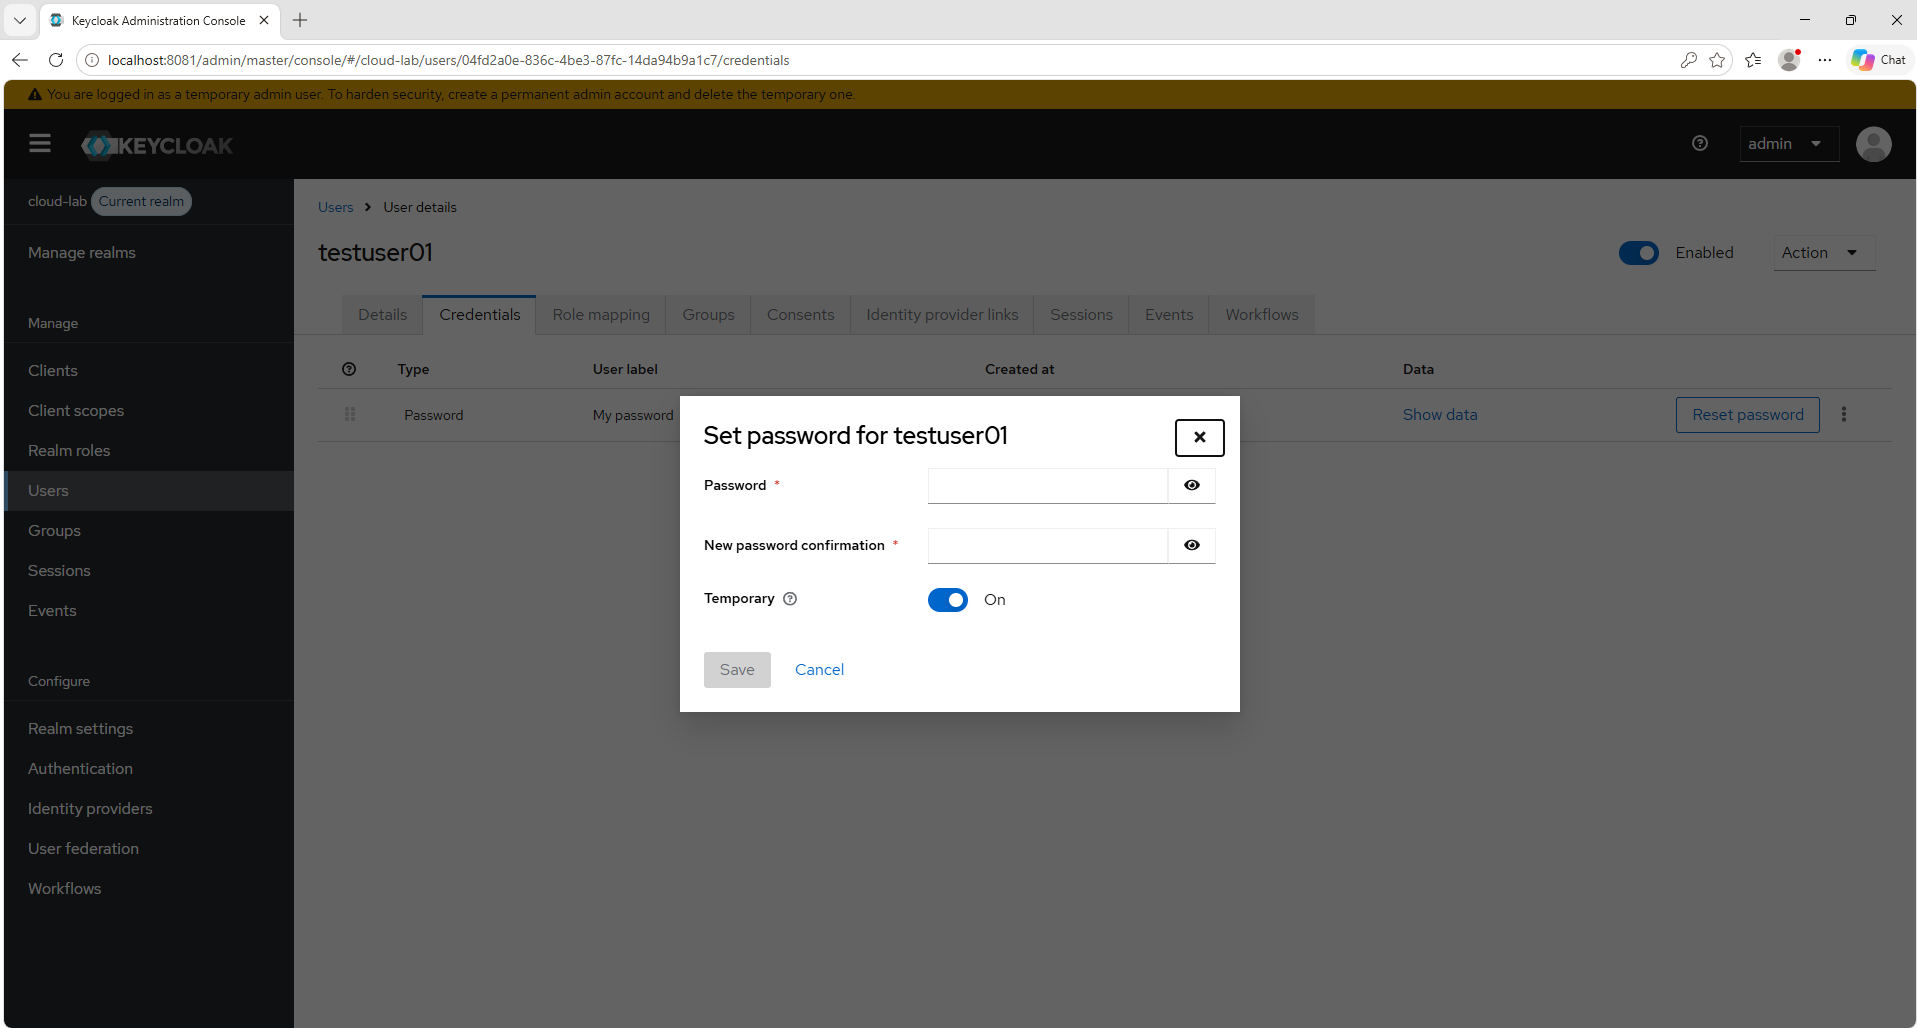 Keycloak Administration Console
localhost:8081/admin/master/console/#/cloud-lab/users/04fd2a0e-836c-4be3-87fc-14da94b9a1c7/credentials
Chat
You are logged in as a temporary admin user. To harden security, create a permanent admin account and delete the temporary one.
KEYCLOAK
admin
cloud-lab Current realm
Manage realms
Manage
Clients
Client scopes
Realm roles
Users
Groups
Sessions
Events
Configure
Realm settings
Authentication
Identity providers
User federation
Workflows
Users User details
testuser01
Enabled
Action
Details Credentials Role mapping Groups Consents Identity provider links Sessions Events Workflows
Type User label Created at Data
Password My password Show data Reset password
Set password for testuser01
Password *
New password confirmation *
Temporary On
Save Cancel